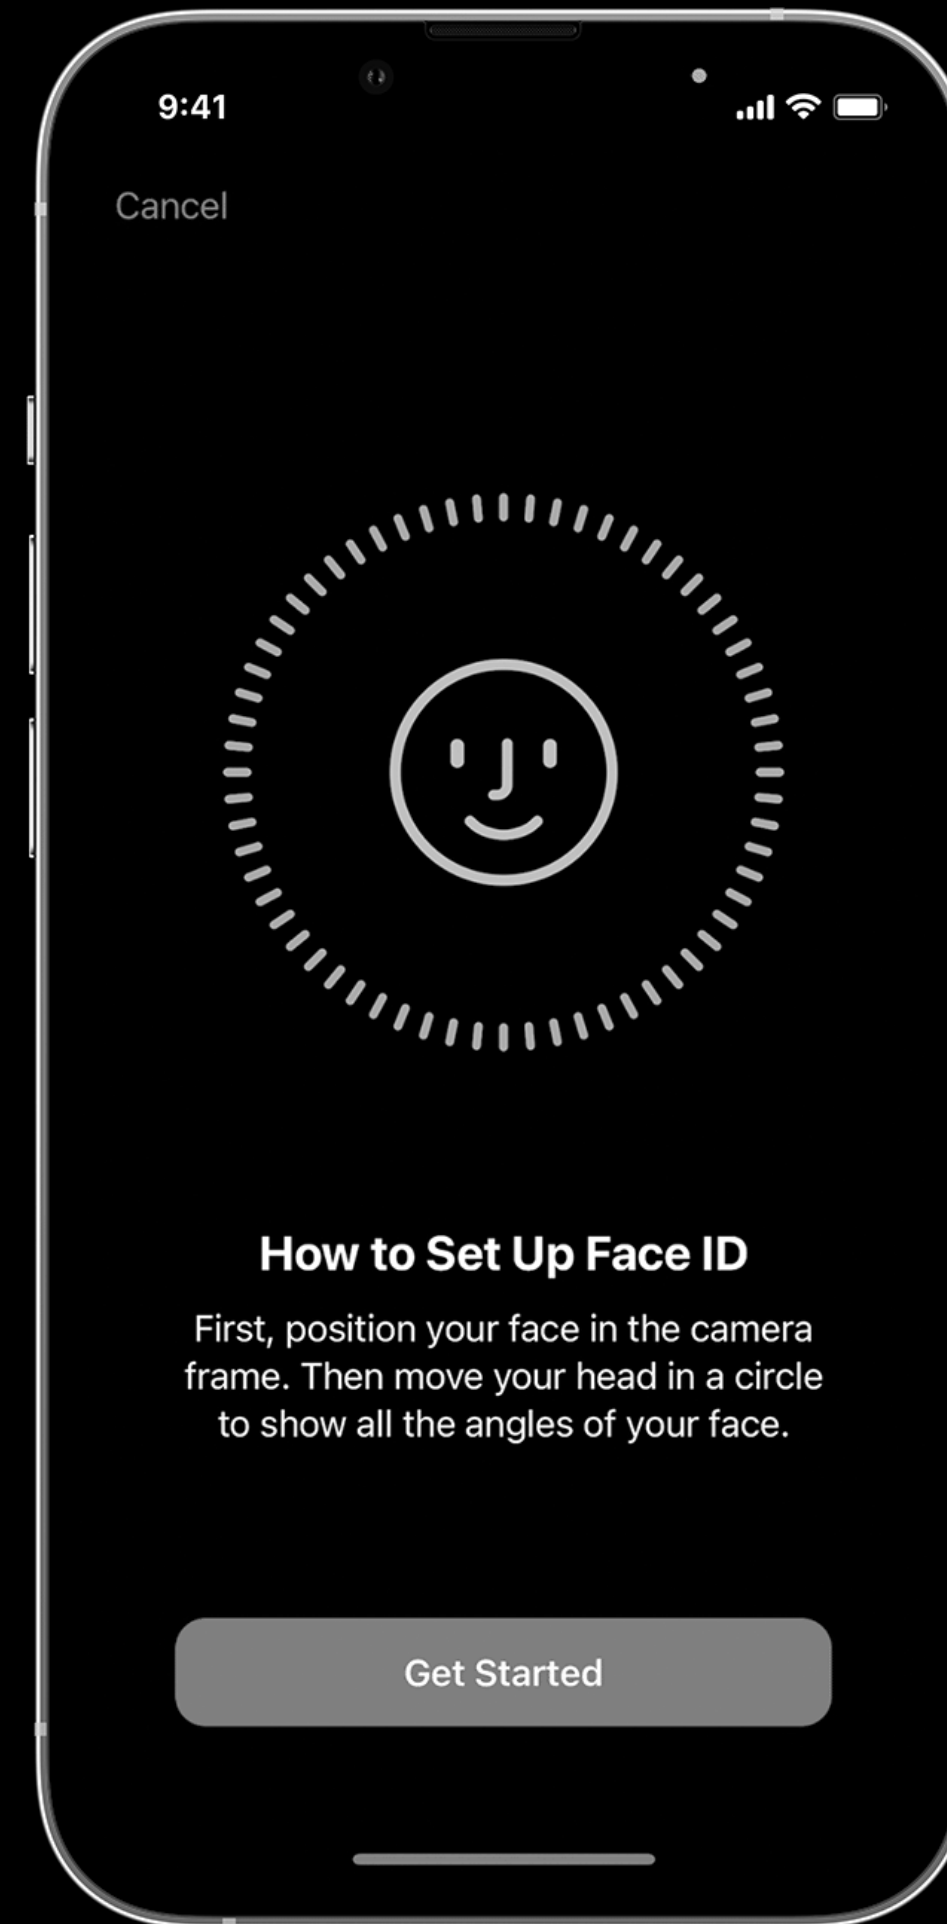 9:41
Cancel
How to Set Up Face ID
First, position your face in the camera
frame. Then move your head in a circle
to show all the angles of your face.
Get Started